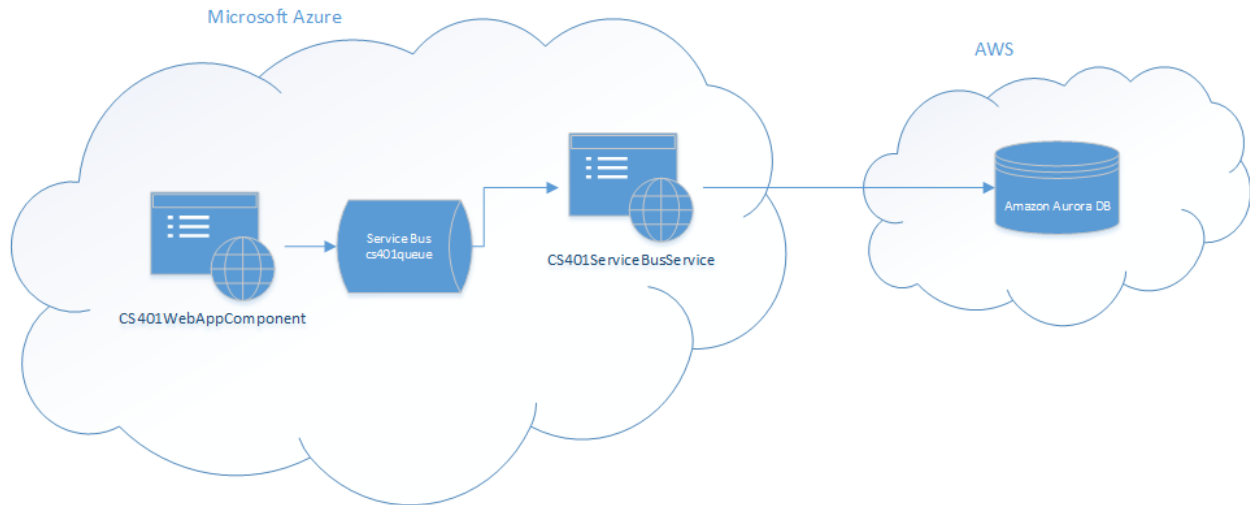 Microsoft Azure
AWS
Amazon Aurora DB
Service Bus
cs401queue
CS401ServiceBusService
CS401WebAppComponent